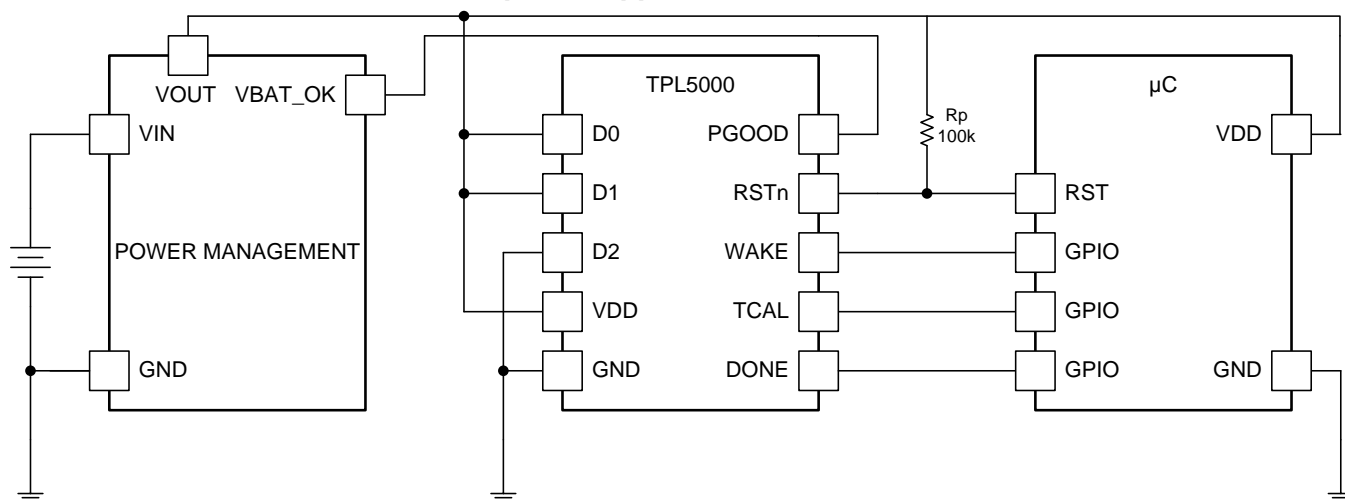 VOUT
VBAT_OK
VIN
POWER MANAGEMENT
GND
TPL5000
D0
D1
D2
VDD
GND
PGOOD
RSTn
WAKE
TCAL
DONE
Rp
100k
µC
RST
GPIO
GPIO
GPIO
VDD
GND